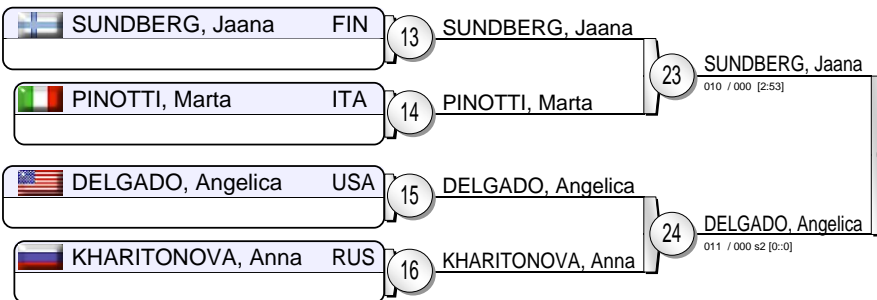 SUNDBERG, Jaana FIN
13
SUNDBERG, Jaana
PINOTTI, Marta ITA
14
PINOTTI, Marta
23
SUNDBERG, Jaana
010 / 000 [2:53]
DELGADO, Angelica USA
15
DELGADO, Angelica
KHARITONOVA, Anna RUS
16
KHARITONOVA, Anna
24
DELGADO, Angelica
011 / 000 s2 [0::0]